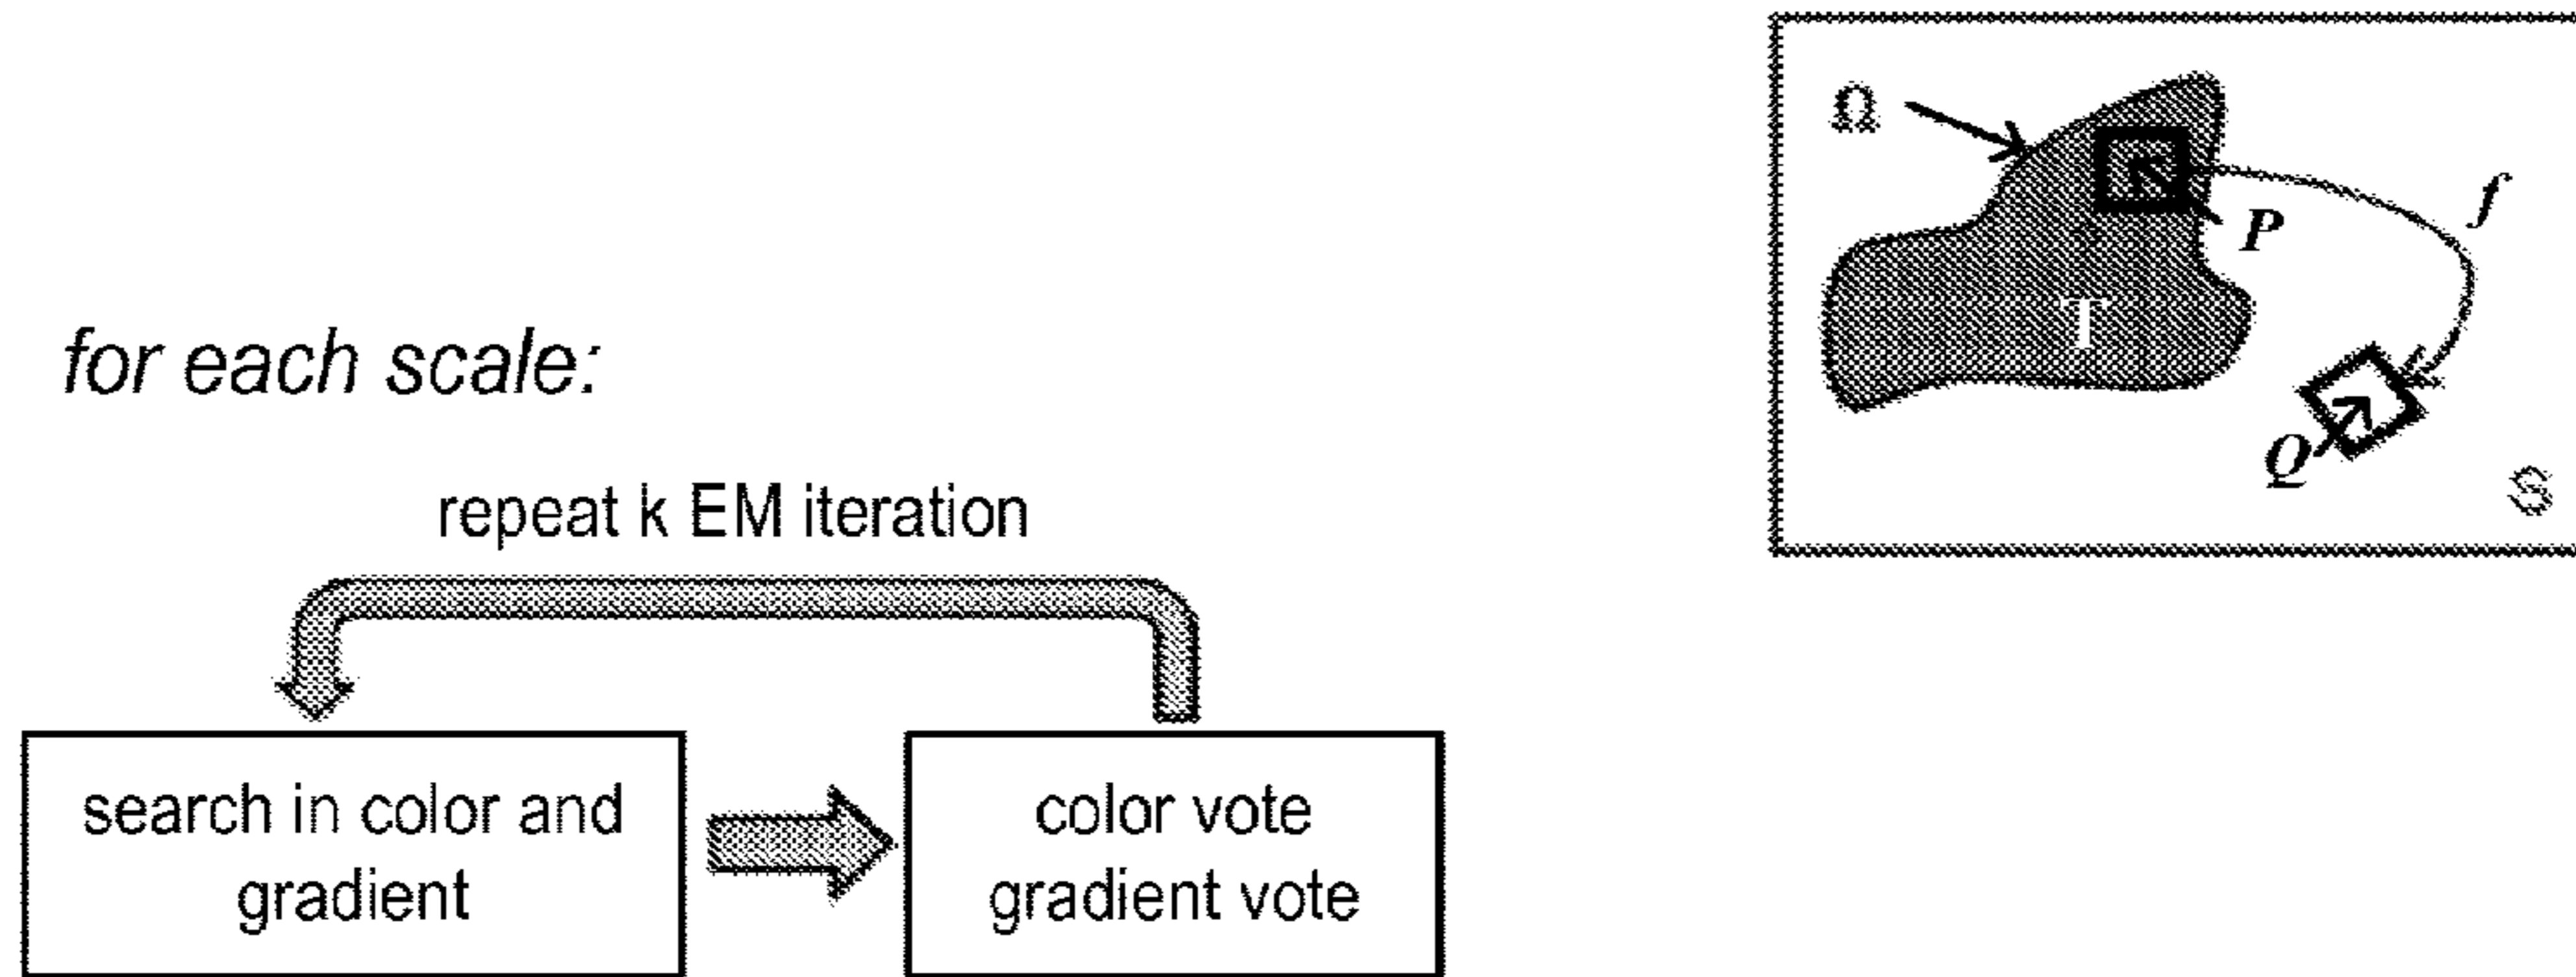 Ω
f
P
T
Q
S
for each scale:
repeat k EM iteration
search in color and
gradient
color vote
gradient vote